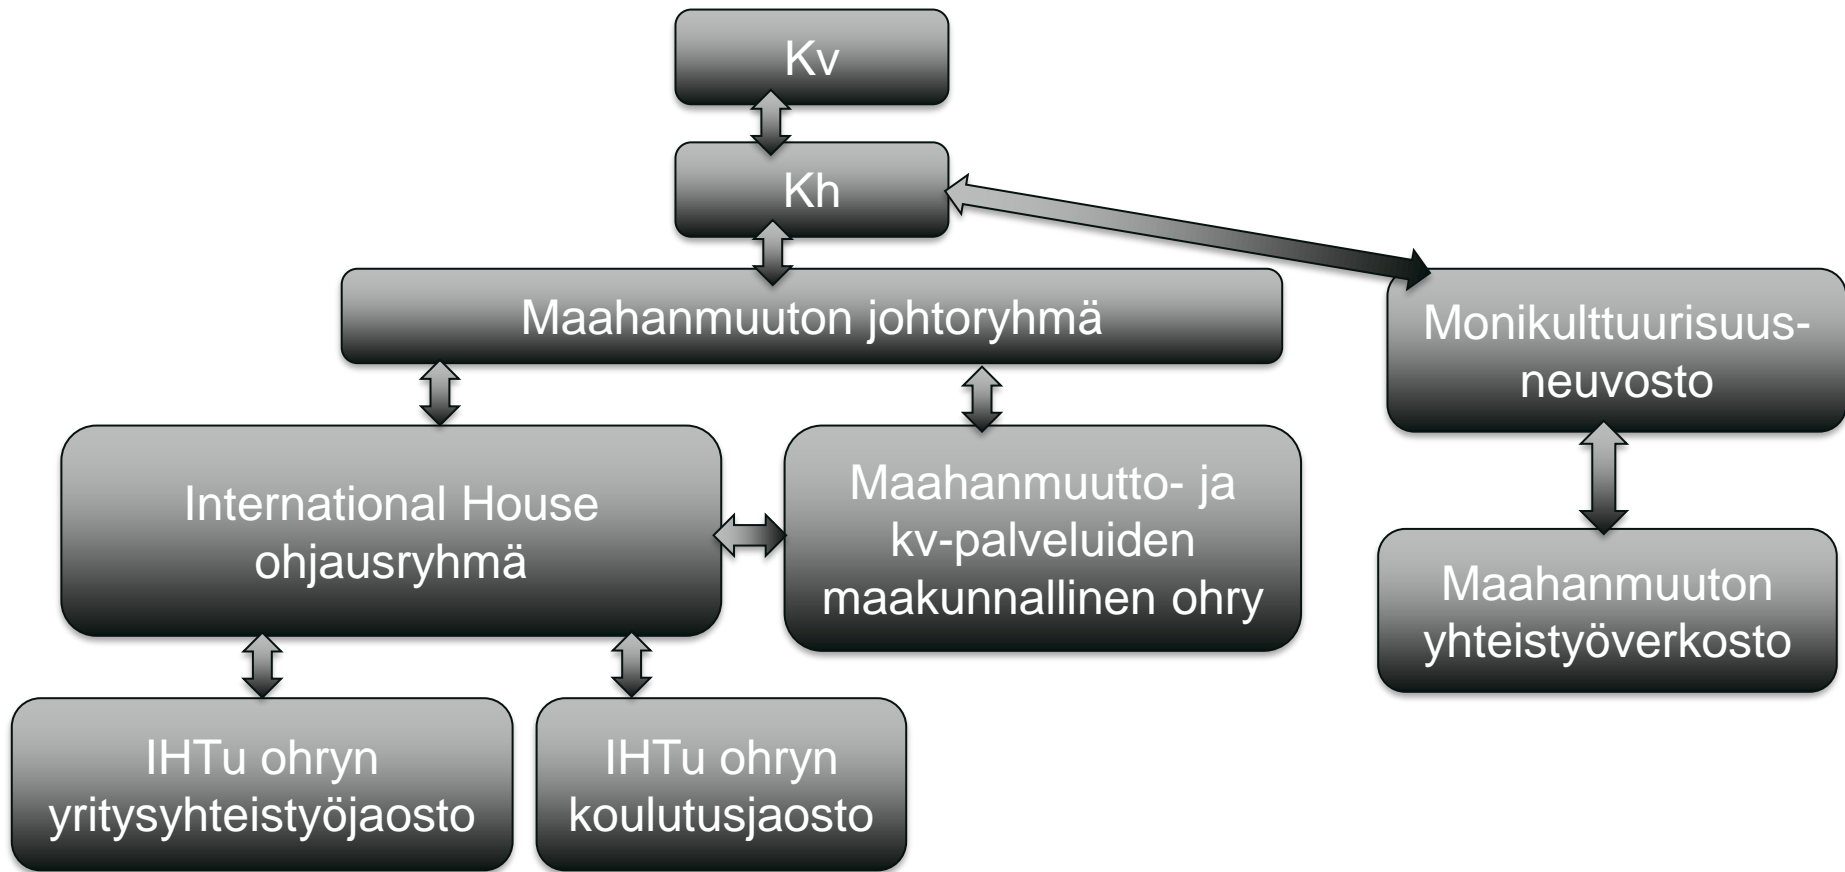 Kv
Kh
Maahanmuuton johtoryhmä
Monikulttuurisuus-
neuvosto
International House
ohjausryhmä
Maahanmuutto- ja
kv-palveluiden
maakunnallinen ohry
Maahanmuuton
yhteistyöverkosto
IHTu ohryn
yritysyhteistyöjaosto
IHTu ohryn
koulutusjaosto